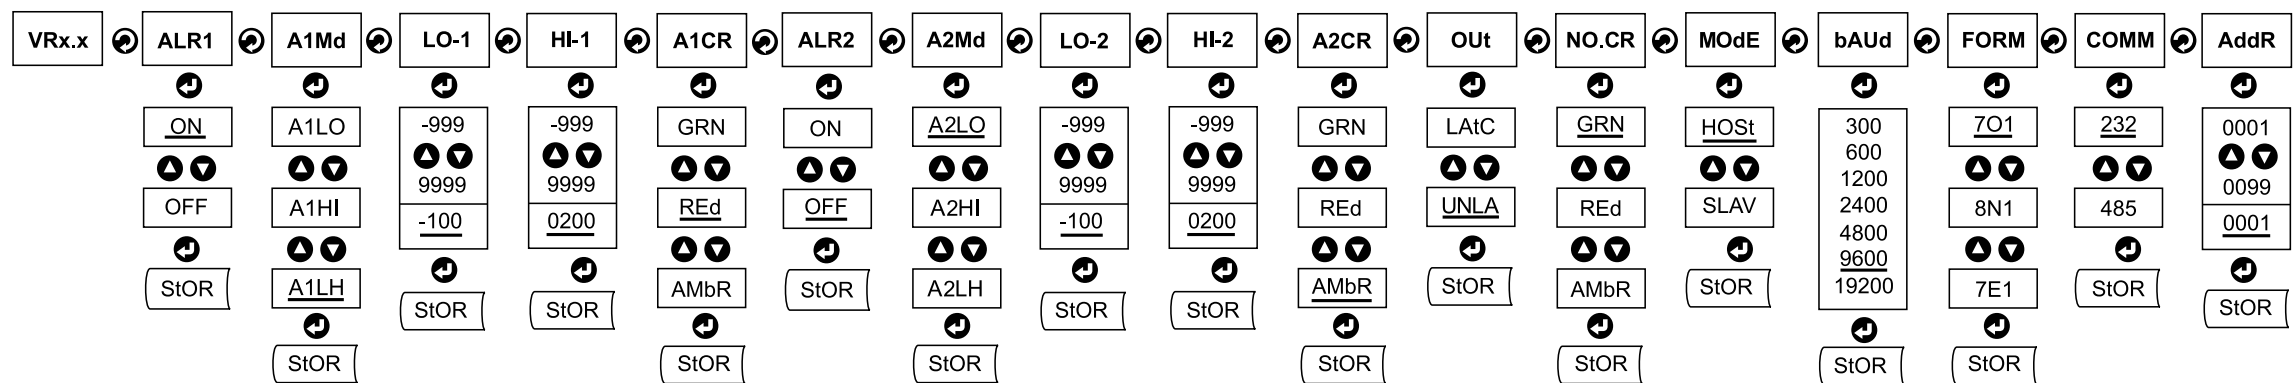 VRx.x ALR1 A1Md LO-1 HI-1 A1CR ALR2 A2Md LO-2 HI-2 A2CR OUt NO.CR MOdE bAUd FORM COMM AddR
ON
OFF
StOR
A1LO
A1HI
A1LH
StOR
-999
9999
-100
StOR
-999
9999
0200
StOR
GRN
REd
AMbR
StOR
ON
OFF
StOR
A2LO
A2HI
A2LH
StOR
-999
9999
-100
StOR
-999
9999
0200
StOR
GRN
REd
AMbR
StOR
LAtC
UNLA
StOR
GRN
REd
AMbR
StOR
HOSt
SLAV
StOR
300
600
1200
2400
4800
9600
19200
StOR
7O1
8N1
7E1
StOR
232
485
StOR
0001
0099
0001
StOR